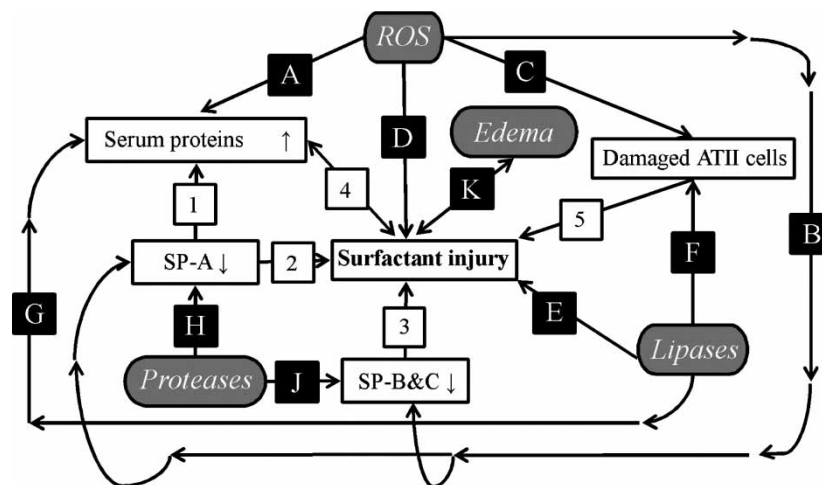 ROS
A
C
Edema
Serum proteins ↑
D
Damaged ATII cells
K
1
4
5
B
SP-A ↓
2
Surfactant injury
F
G
H
3
E
Proteases
J
SP-B&C ↓
Lipases